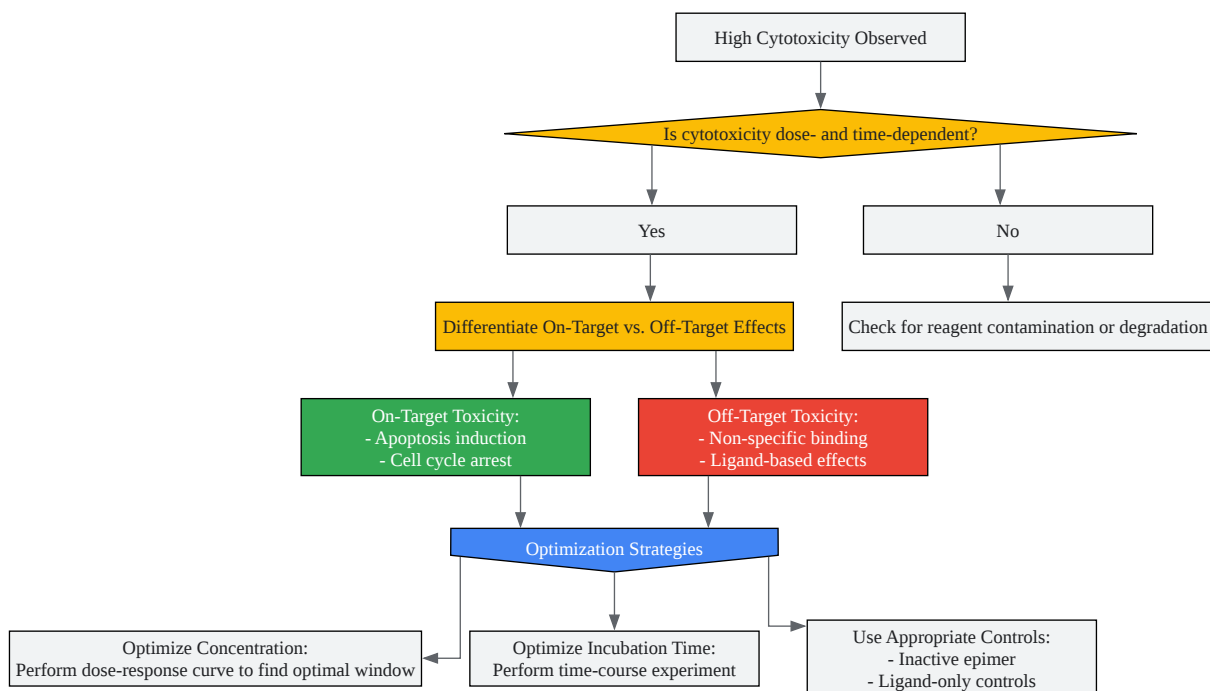 High Cytotoxicity Observed
Is cytotoxicity dose- and time-dependent?
Yes
No
Differentiate On-Target vs. Off-Target Effects
Check for reagent contamination or degradation
On-Target Toxicity:
- Apoptosis induction
- Cell cycle arrest
Off-Target Toxicity:
- Non-specific binding
- Ligand-based effects
Optimization Strategies
Optimize Concentration:
Perform dose-response curve to find optimal window
Optimize Incubation Time:
Perform time-course experiment
Use Appropriate Controls:
- Inactive epimer
- Ligand-only controls